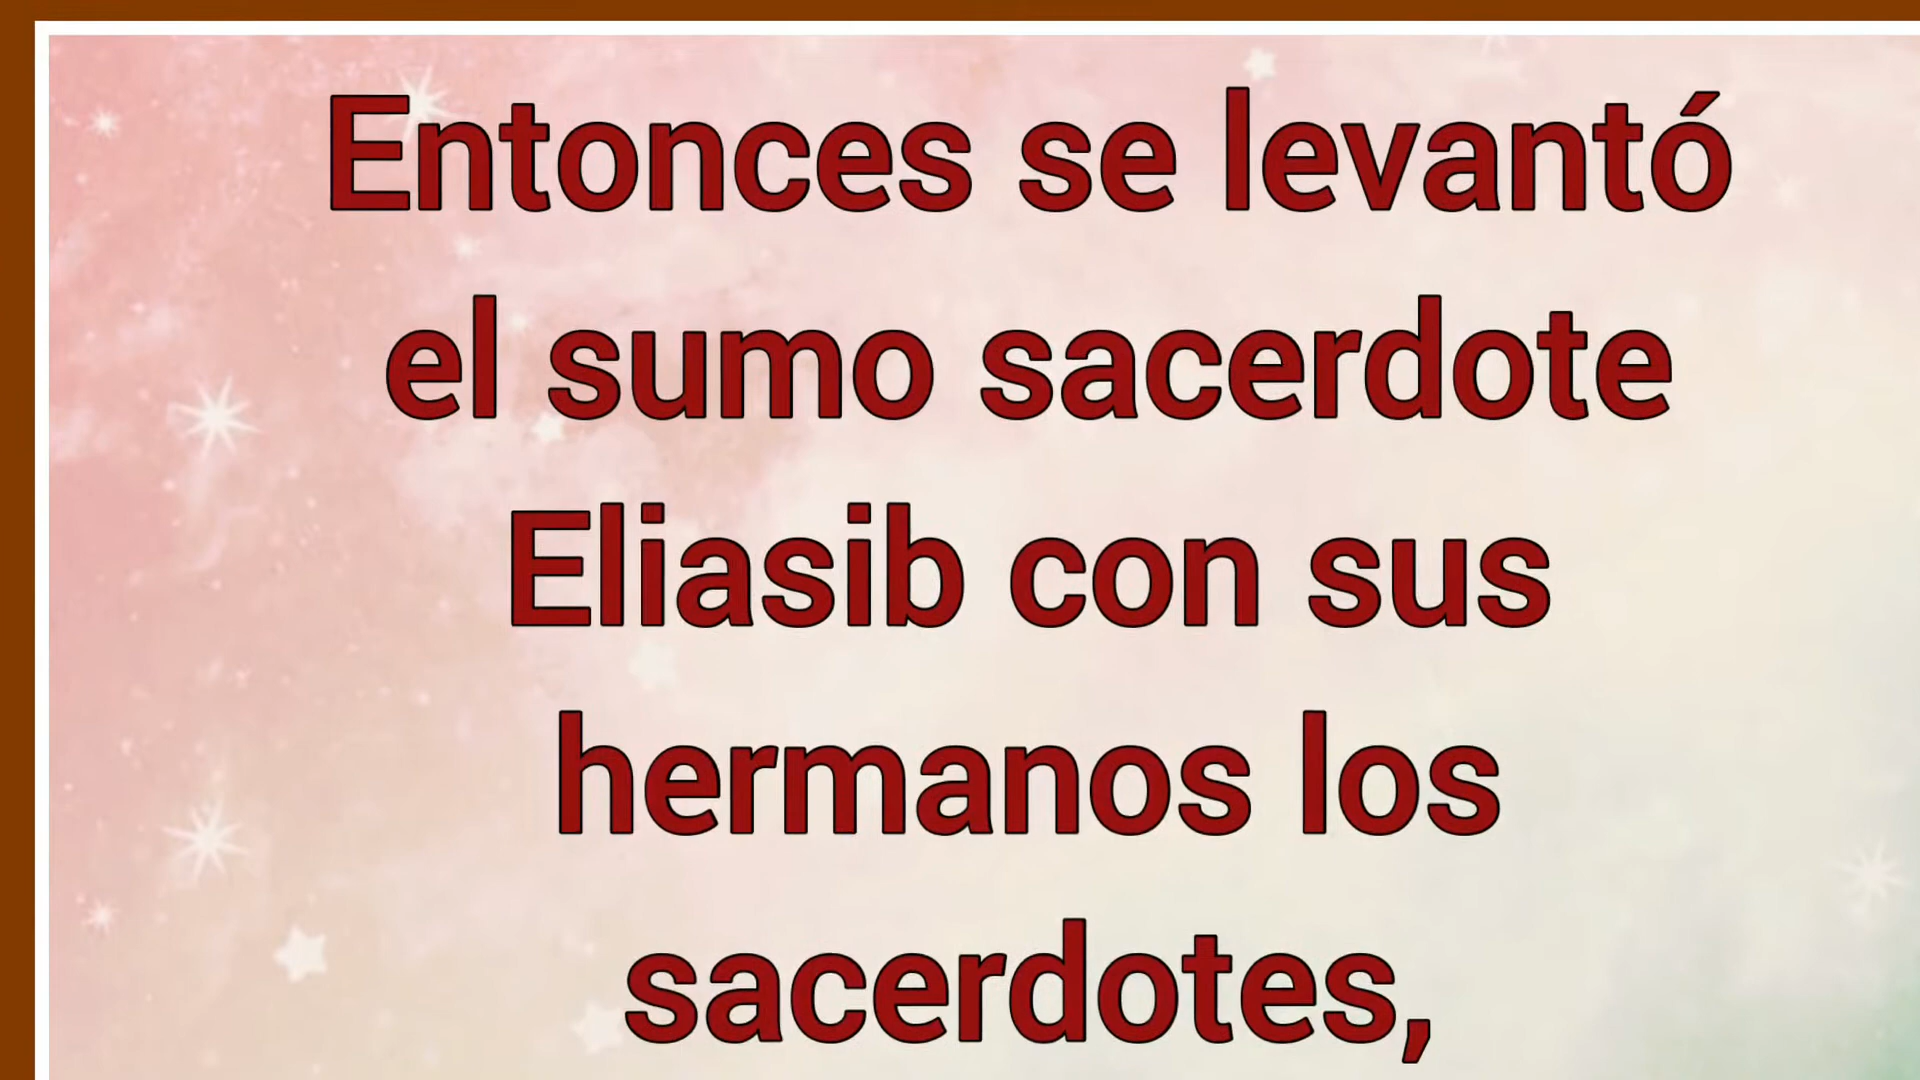 Entonces se levantó
el sumo sacerdote
Eliasib con sus
hermanos los
sacerdotes,